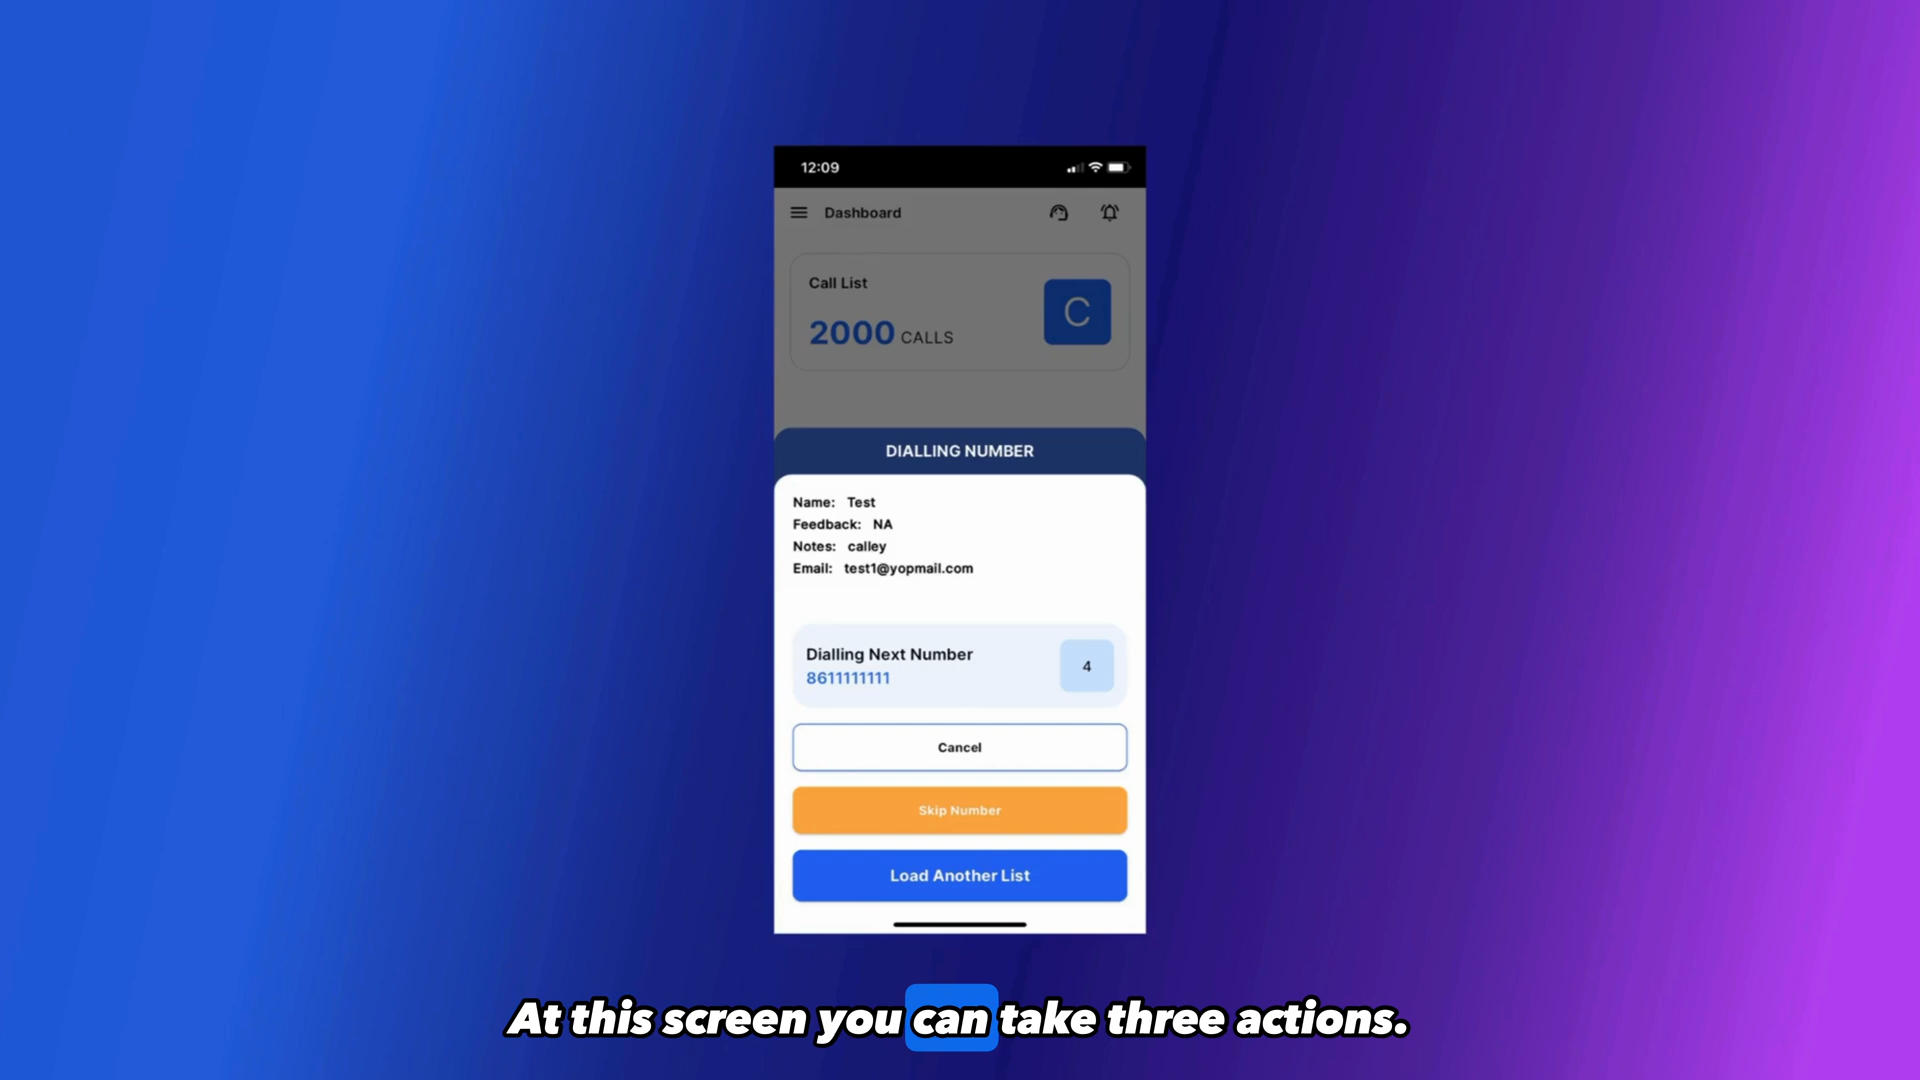 12:09
Dashboard
Call List
C
2000 CALLS
DIALLING NUMBER
Name: Test
Feedback: NA
Notes: calley
Email: test1@yopmail.com
Dialling Next Number
4
8611111111
Cancel
Skip Number
Load Another List
At this screen you can take three actions.